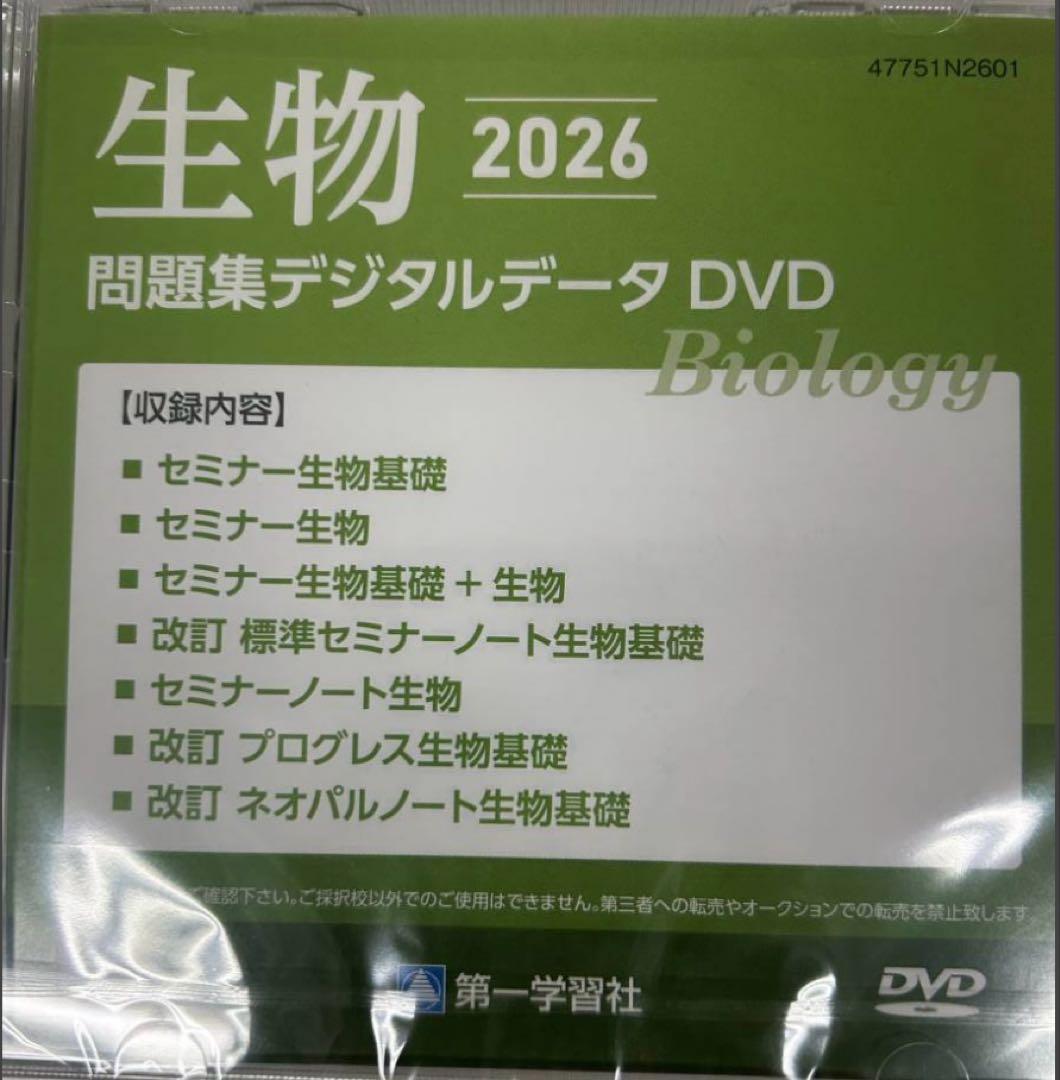 47751N2601
生物 2026
問題集デジタルデータ DVD
Biology
【収録内容】
■ セミナー生物基礎
■ セミナー生物
■ セミナー生物基礎 + 生物
■ 改訂 標準セミナーノート生物基礎
■ セミナーノート生物
■ 改訂 プログレス生物基礎
■ 改訂 ネオパルノート生物基礎
ご確認下さい。ご採択校以外でのご使用はできません。第三者への転売やオークションでの転売を禁止致します
第一学習社
DVD